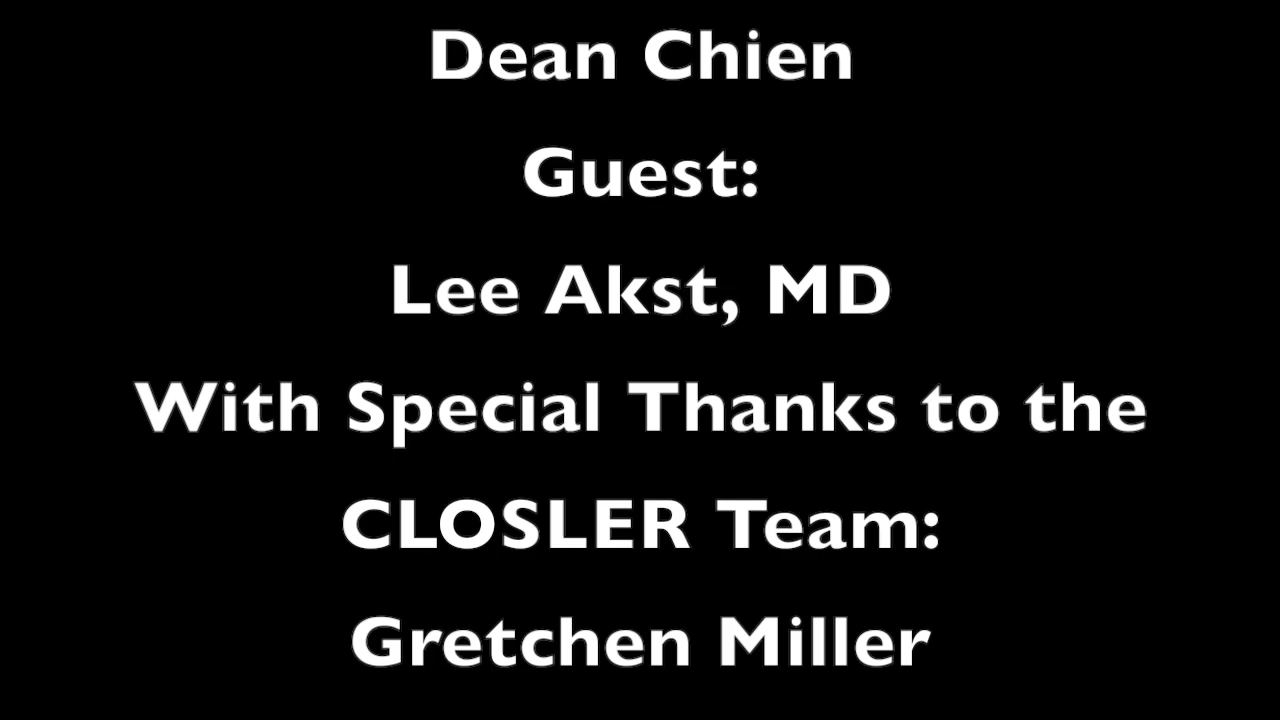 Dean Chien
Guest:
Lee Akst, MD
With Special Thanks to the
CLOSLER Team:
Gretchen Miller